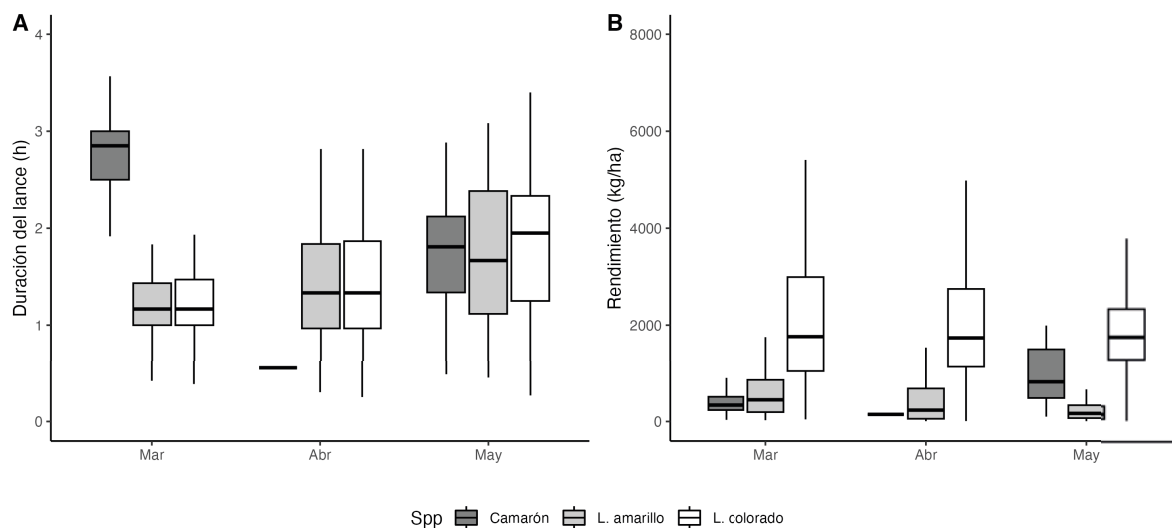 A
Duración del lance (h)
4
3
2
1
0
Mar Abr May
B
Rendimiento (kg/ha)
8000
6000
4000
2000
0
Mar Abr May
Spp Camarón L. amarillo L. colorado